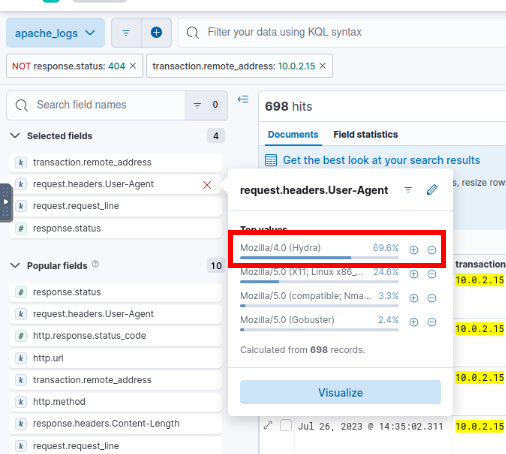 apache_logs
Filter your data using KQL syntax
NOT response.status: 404 ×
transaction.remote_address: 10.0.2.15 ×
Search field names
0
698 hits
Selected fields
4
Documents
Field statistics
k transaction.remote_address
Get the best look at your search results
k request.headers.User-Agent
request.headers.User-Agent
s, resize row
k request.request_line
# response.status
Mozilla/4.0 (Hydra)
69.6%
Popular fields
10
Mozilla/5.0 (X11; Linux x86_...
24.6%
transaction
# response.status
Mozilla/5.0 (compatible; Nma...
3.3%
10.0.2.15
k request.headers.User-Agent
Mozilla/5.0 (Gobuster)
2.4%
10.0.2.15
# http.response.status_code
Calculated from 698 records.
k http.url
k transaction.remote_address
10.0.2.15
Visualize
k http.method
k response.headers.Content-Length
Jul 26, 2023 @ 14:35:02.311
10.0.2.15
k request.request_line